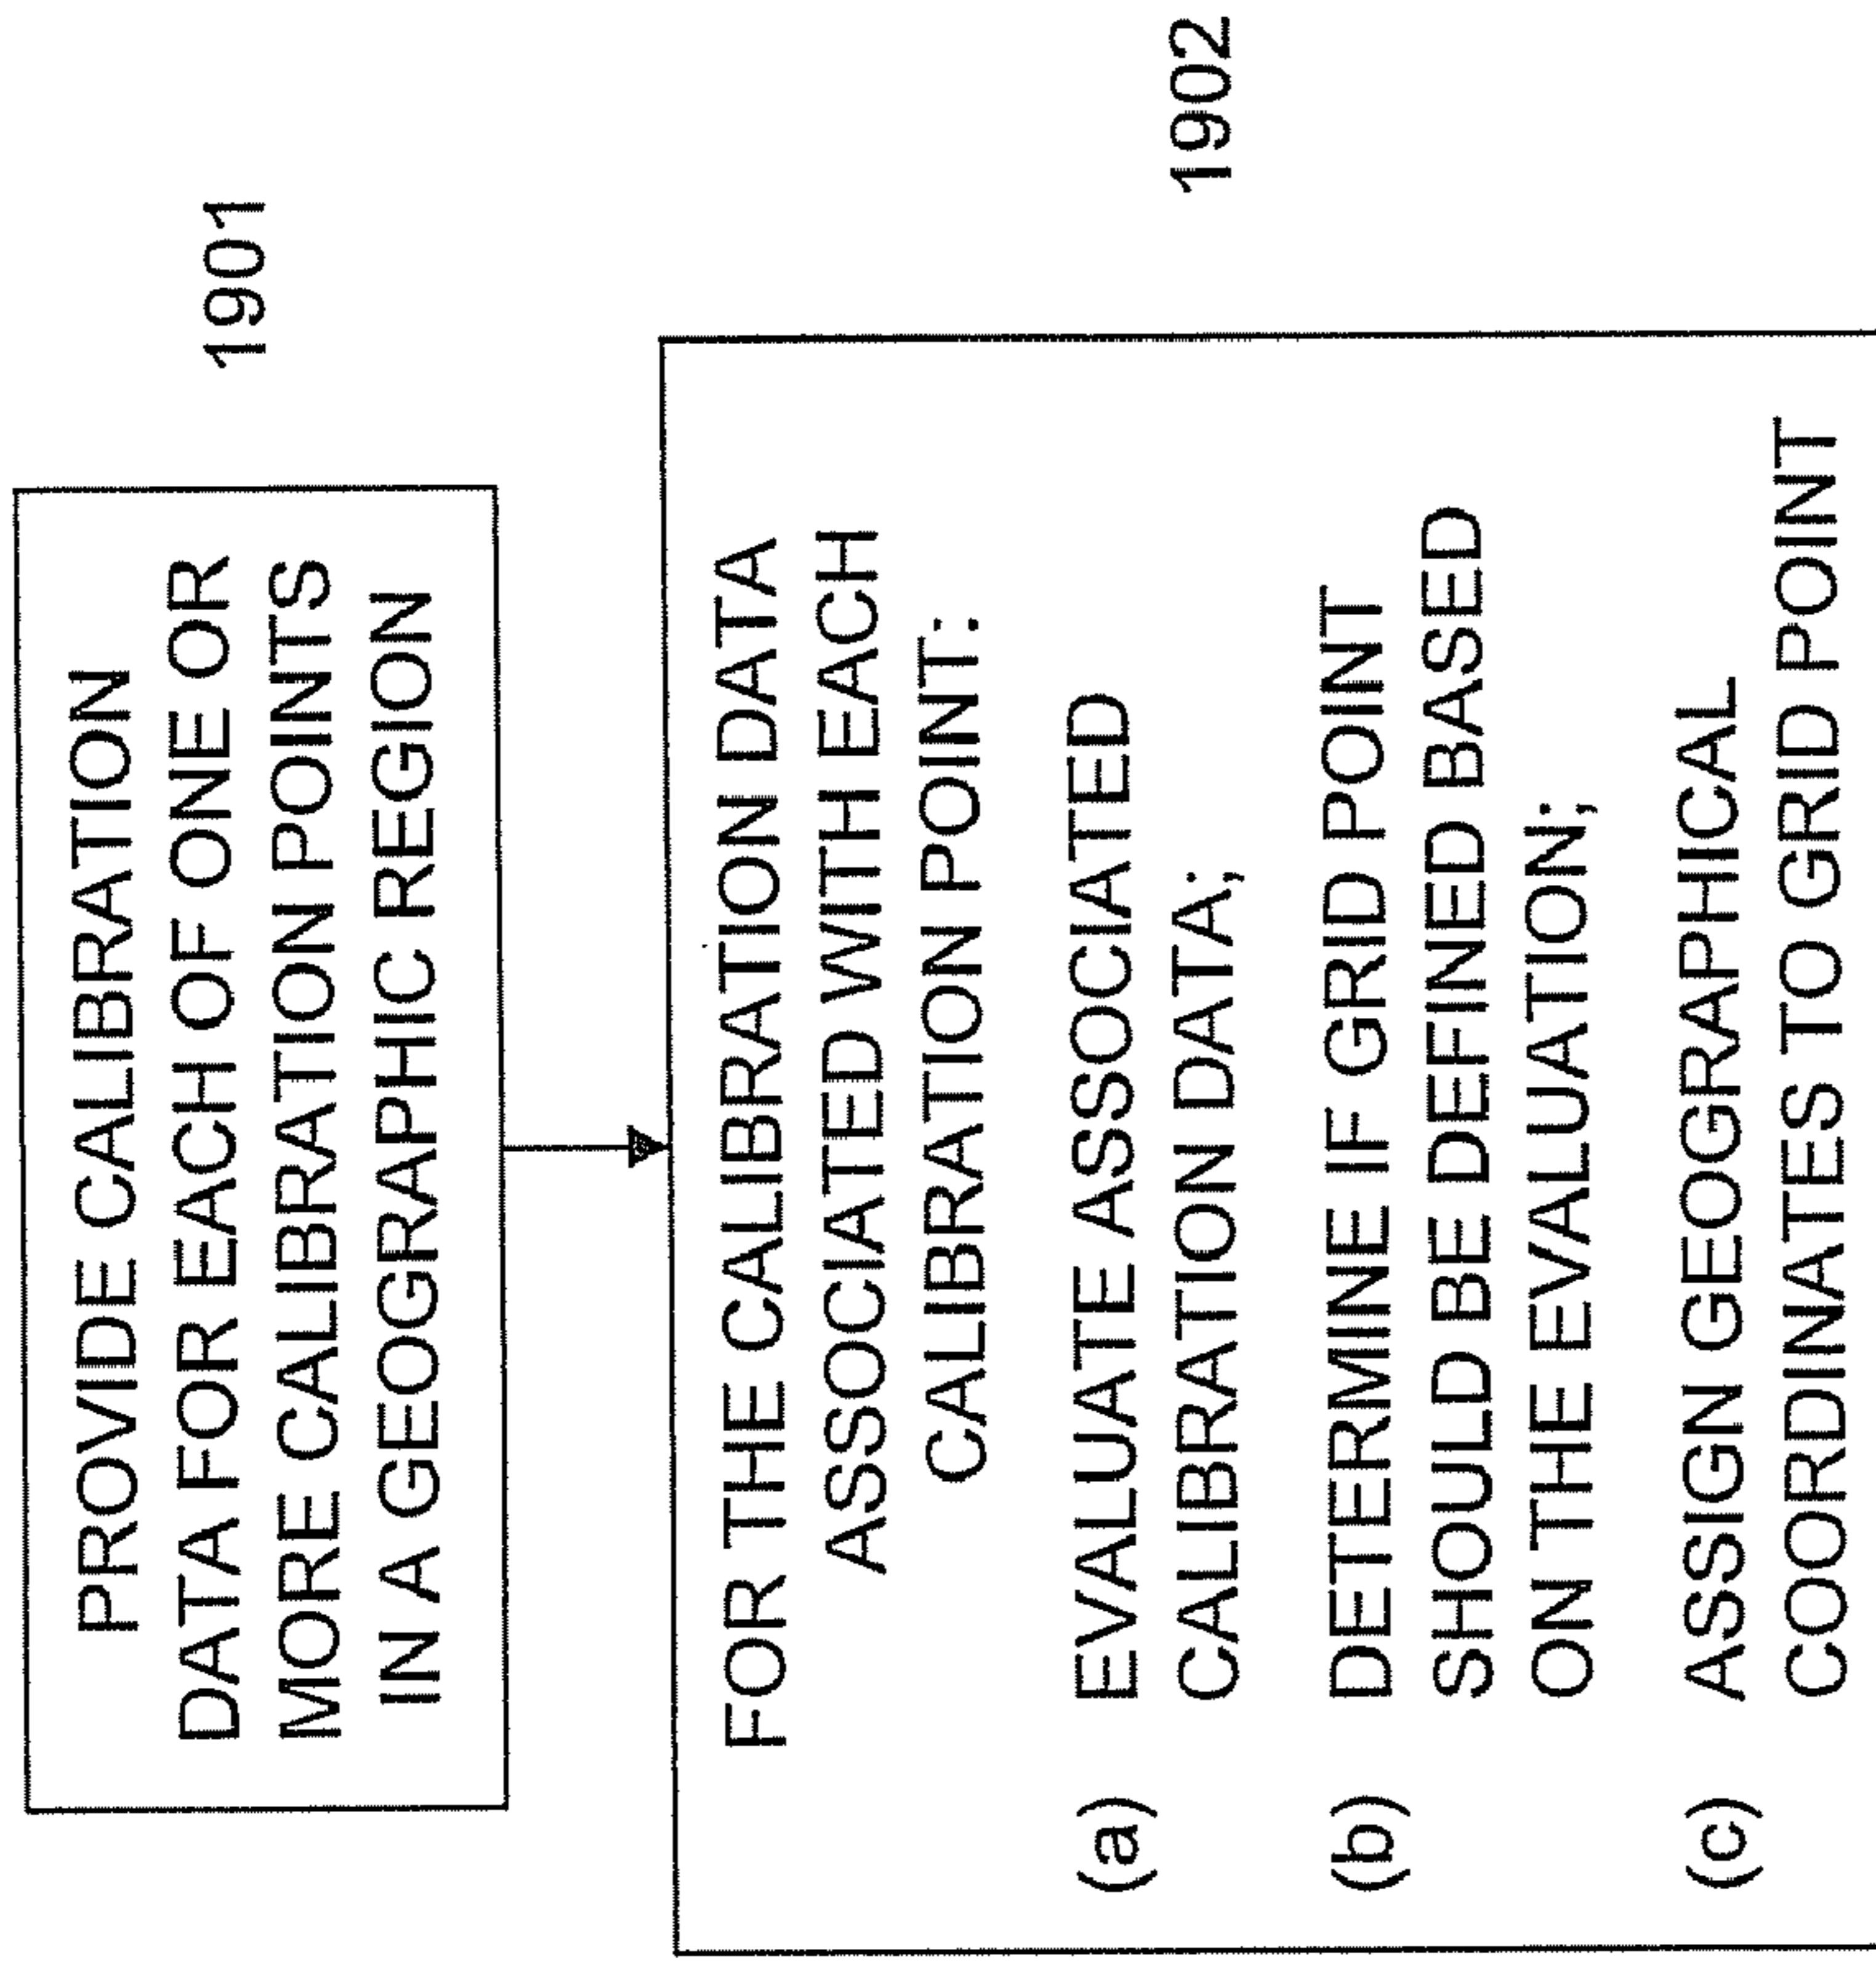 PROVIDE CALIBRATION
DATA FOR EACH OF ONE OR
MORE CALIBRATION POINTS
IN A GEOGRAPHIC REGION
1901
FOR THE CALIBRATION DATA
ASSOCIATED WITH EACH
CALIBRATION POINT:
(a) EVALUATE ASSOCIATED
CALIBRATION DATA;
(b) DETERMINE IF GRID POINT
SHOULD BE DEFINED BASED
ON THE EVALUATION;
(c) ASSIGN GEOGRAPHICAL
COORDINATES TO GRID POINT
1902